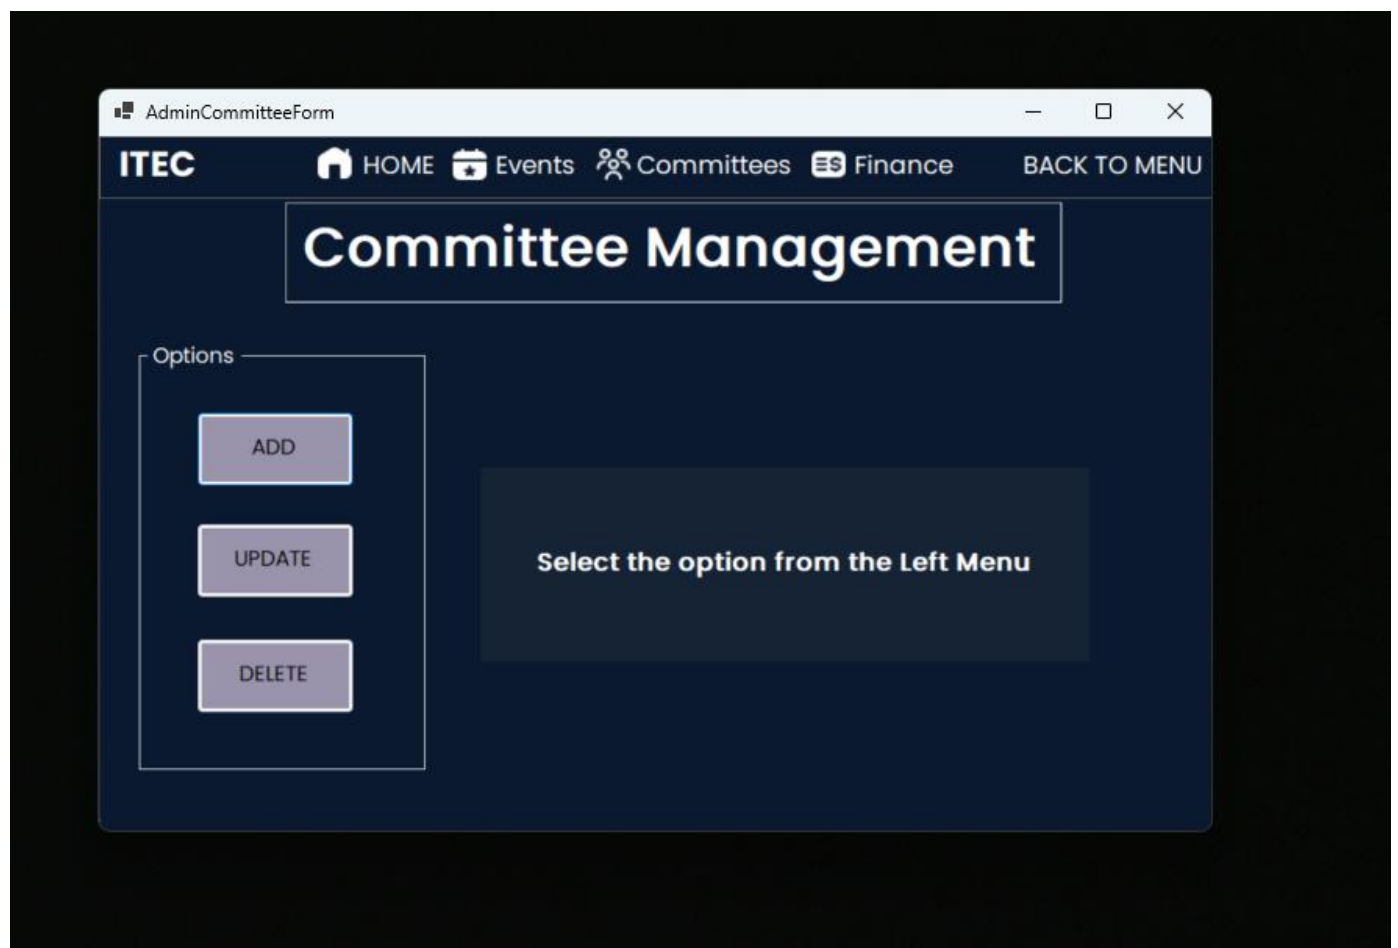 AdminCommitteeForm
ITEC HOME Events Committees Finance BACK TO MENU
Committee Management
Options
ADD
UPDATE
DELETE
Select the option from the Left Menu